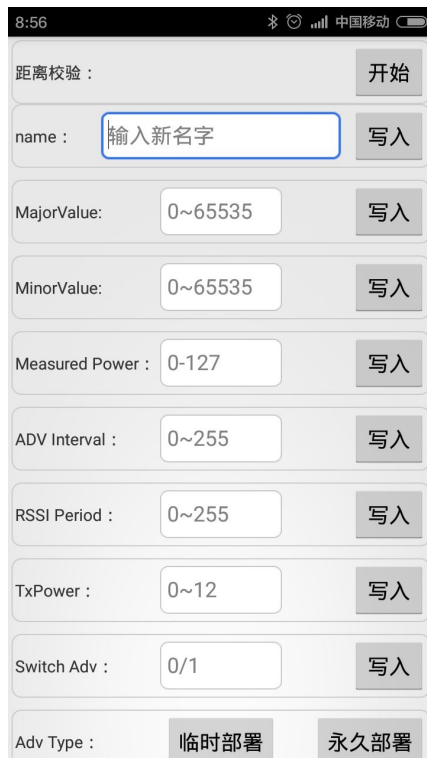 8:56 中国移动
距离校验： 开始
name： 输入新名字 写入
MajorValue: 0~65535 写入
MinorValue: 0~65535 写入
Measured Power： 0-127 写入
ADV Interval： 0~255 写入
RSSI Period： 0~255 写入
TxPower： 0~12 写入
Switch Adv： 0/1 写入
Adv Type： 临时部署 永久部署